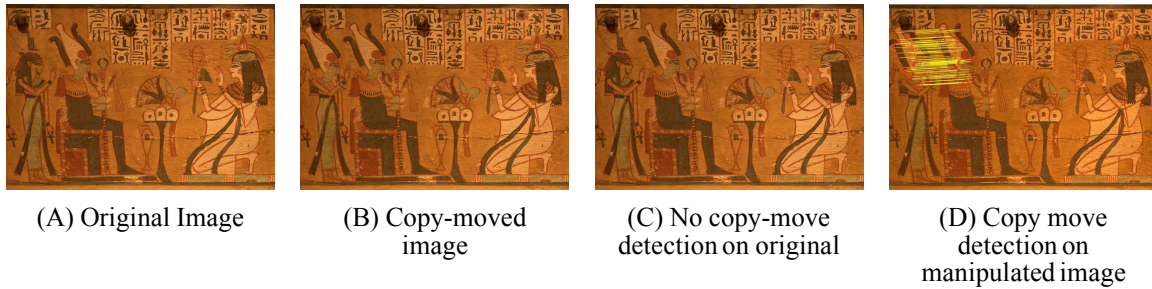 (A) Original Image
(B) Copy-moved
image
(C) No copy-move
detection on original
(D) Copy move
detection on
manipulated image